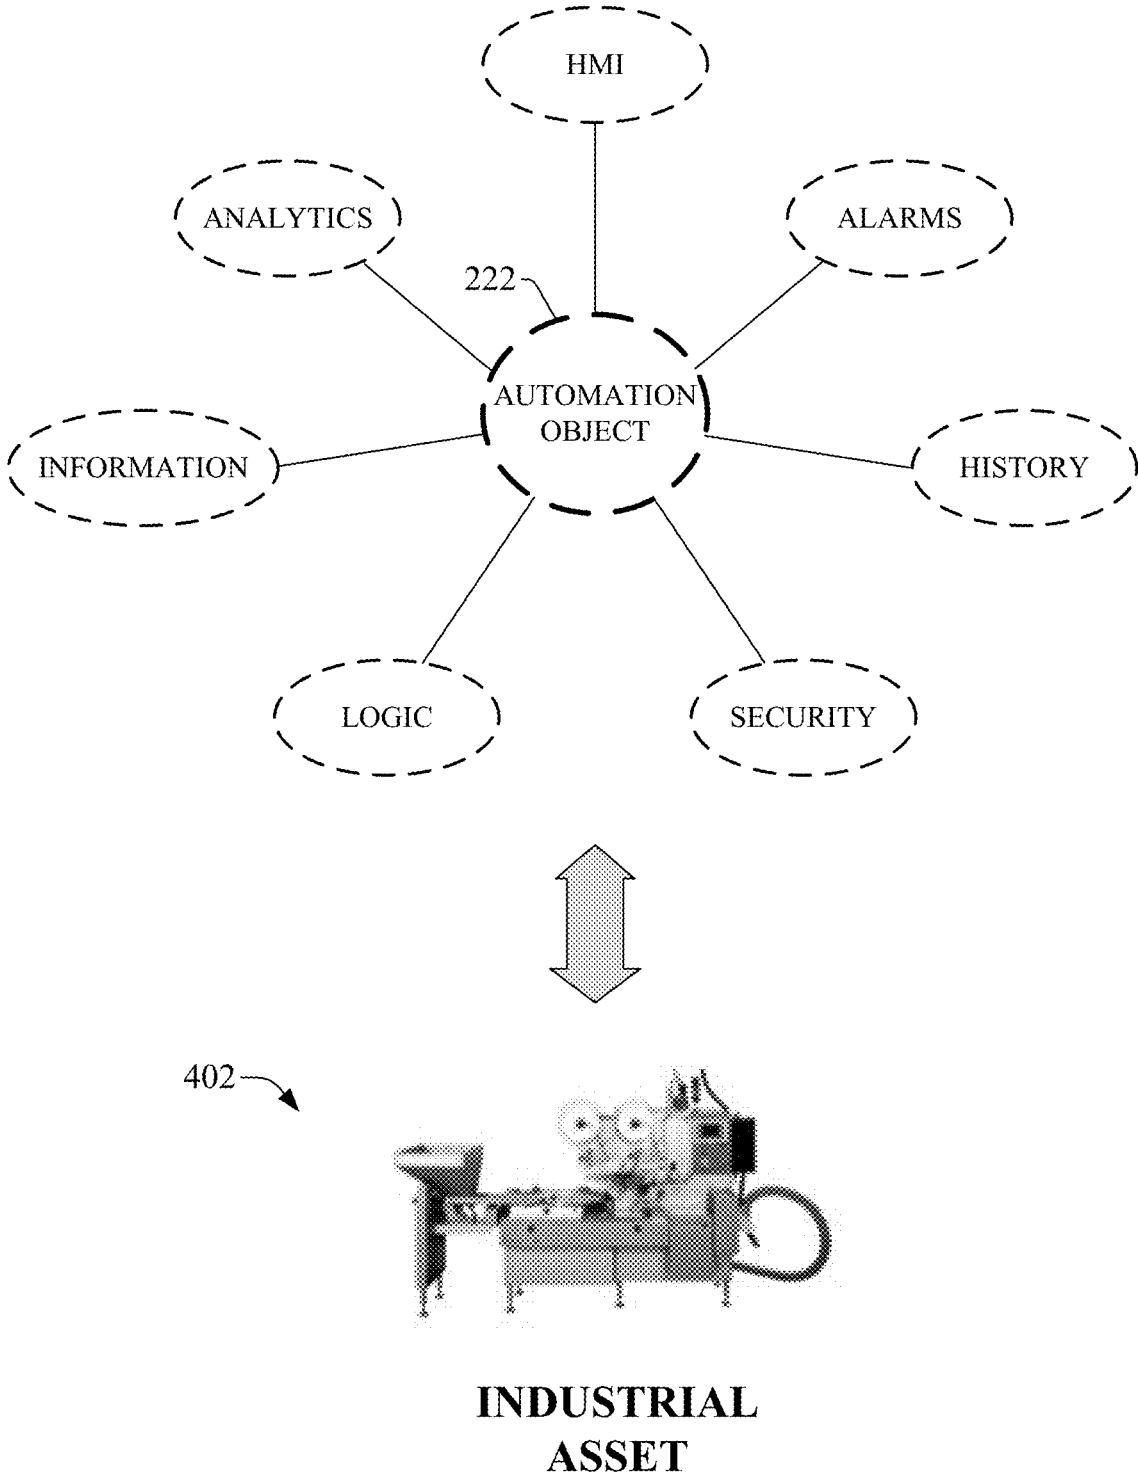 HMI
ANALYTICS
ALARMS
222
AUTOMATION
OBJECT
INFORMATION
HISTORY
LOGIC
SECURITY
402
INDUSTRIAL
ASSET